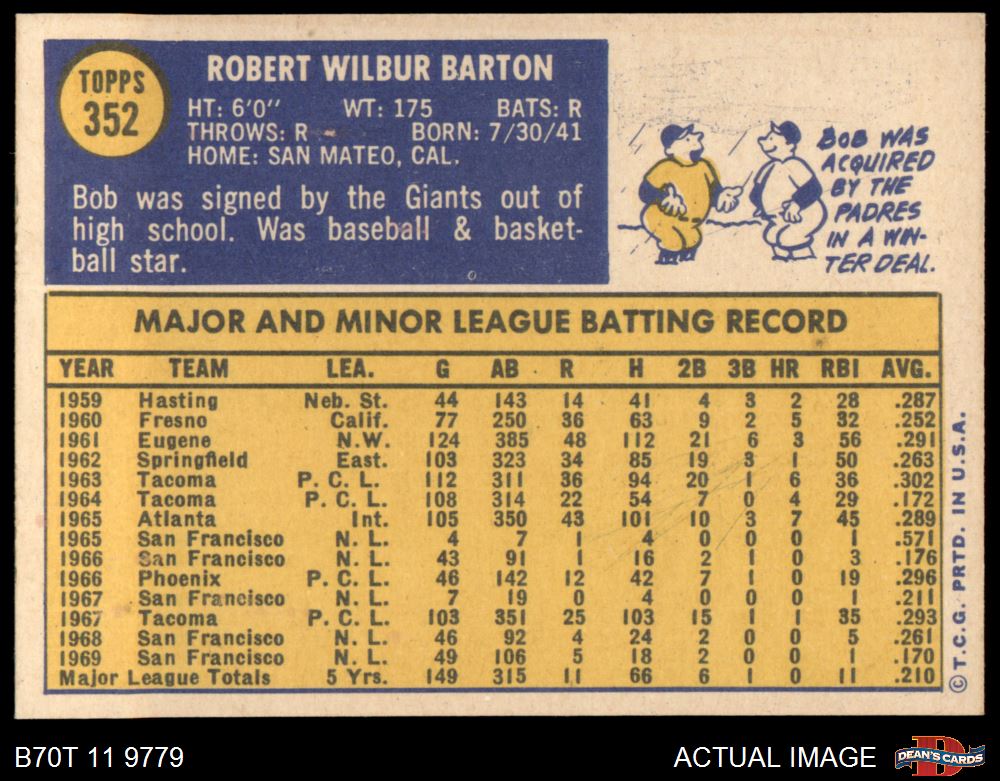 TOPPS
352
ROBERT WILBUR BARTON
HT: 6'0" WT: 175 BATS: R
THROWS: R BORN: 7/30/41
HOME: SAN MATEO, CAL.
Bob was signed by the Giants out of
high school. Was baseball & basket-
ball star.
BOB WAS
ACQUIRED
BY THE
PADRES
IN A WIN-
TER DEAL.
MAJOR AND MINOR LEAGUE BATTING RECORD
YEAR TEAM LEA. G AB R H 2B 3B HR RBI AVG.
1959 Hasting Neb. St. 44 143 14 41 4 3 2 28 .287
1960 Fresno Calif. 77 250 36 63 9 2 5 32 .252
1961 Eugene N.W. 124 385 48 112 21 6 3 56 .291
1962 Springfield East. 103 323 34 85 19 3 1 50 .263
1963 Tacoma P. C. L. 112 311 36 94 20 1 6 36 .302
1964 Tacoma P. C. L. 108 314 22 54 7 0 4 29 .172
1965 Atlanta Int. 105 350 43 101 10 3 7 45 .289
1965 San Francisco N. L. 4 7 1 4 0 0 0 1 .571
1966 San Francisco N. L. 43 91 1 16 2 1 0 3 .176
1966 Phoenix P. C. L. 46 142 12 42 7 1 0 19 .296
1967 San Francisco N. L. 7 19 0 4 0 0 0 1 .211
1967 Tacoma P. C. L. 103 351 25 103 15 1 1 35 .293
1968 San Francisco N. L. 46 92 4 24 2 0 0 5 .261
1969 San Francisco N. L. 49 106 5 18 2 0 0 1 .170
Major League Totals 5 Yrs. 149 315 11 66 6 1 0 11 .210
© T.C.G. PRTD. IN U.S.A.
B70T 11 9779
ACTUAL IMAGE
DEAN'S CARDS